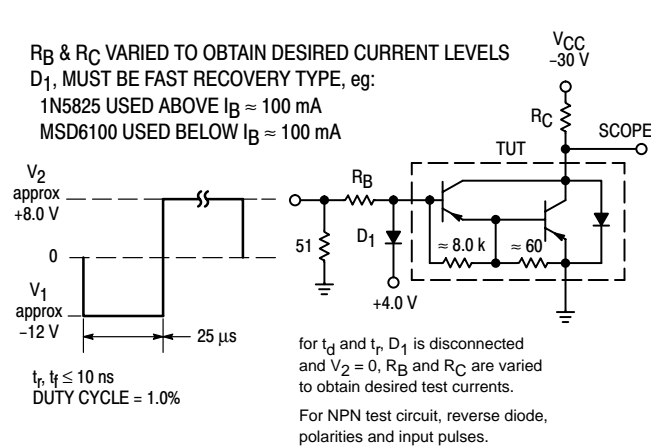 RB & RC VARIED TO OBTAIN DESIRED CURRENT LEVELS
D1, MUST BE FAST RECOVERY TYPE, eg:
1N5825 USED ABOVE IB ≈ 100 mA
MSD6100 USED BELOW IB ≈ 100 mA
VCC
−30 V
RC
SCOPE
TUT
V2
approx
+8.0 V
0
V1
approx
−12 V
25 µs
RB
51
D1
+4.0 V
≈ 8.0 k
≈ 60
tr, tf ≤ 10 ns
DUTY CYCLE = 1.0%
for td and tr, D1 is disconnected
and V2 = 0, RB and RC are varied
to obtain desired test currents.
For NPN test circuit, reverse diode,
polarities and input pulses.